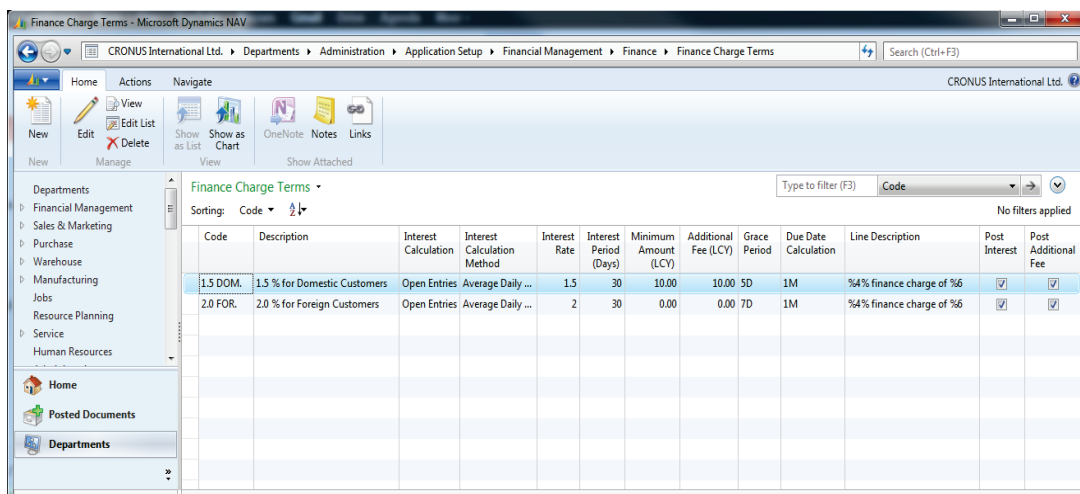 Finance Charge Terms - Microsoft Dynamics NAV
CRONUS International Ltd. Departments Administration Application Setup Financial Management Finance Finance Charge Terms
Search (Ctrl+F3)
Home Actions Navigate
CRONUS International Ltd.
New
Edit
View
Edit List
Delete
Show as List
Show as Chart
OneNote Notes Links
New Manage View Show Attached
Departments
Financial Management
Sales & Marketing
Purchase
Warehouse
Manufacturing
Jobs
Resource Planning
Service
Human Resources
Home
Posted Documents
Departments
Finance Charge Terms
Type to filter (F3) Code
Sorting: Code
No filters applied
Code Description Interest Calculation Interest Calculation Method Interest Rate Interest Period (Days) Minimum Amount (LCY) Additional Fee (LCY) Grace Period Due Date Calculation Line Description Post Interest Post Additional Fee
1.5 DOM. 1.5 % for Domestic Customers Open Entries Average Daily ... 1.5 30 10.00 10.00 5D 1M %4% finance charge of %6
2.0 FOR. 2.0 % for Foreign Customers Open Entries Average Daily ... 2 30 0.00 0.00 7D 1M %4% finance charge of %6